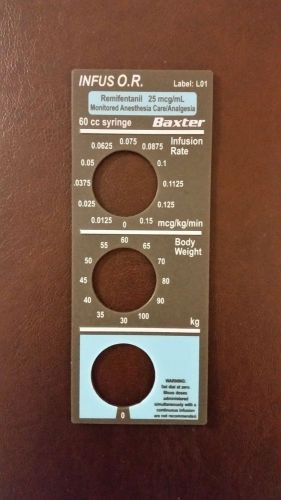 INFUS O.R.
Label: L01
Remifentanil 25 mcg/mL
Monitored Anesthesia Care/Analgesia
60 cc syringe Baxter
Infusion
Rate
0.0625 0.075 0.0875
0.05 0.1
.0375 0.1125
0.025 0.125
0.0125 0 0.15 mcg/kg/min
Body
Weight
55 60 65
50 70
45 80
40 90
35 30 100
kg
WARNING:
Set dial at zero
Bolus doses
administered
simultaneously with a
continuous infusion
are not recommended
0